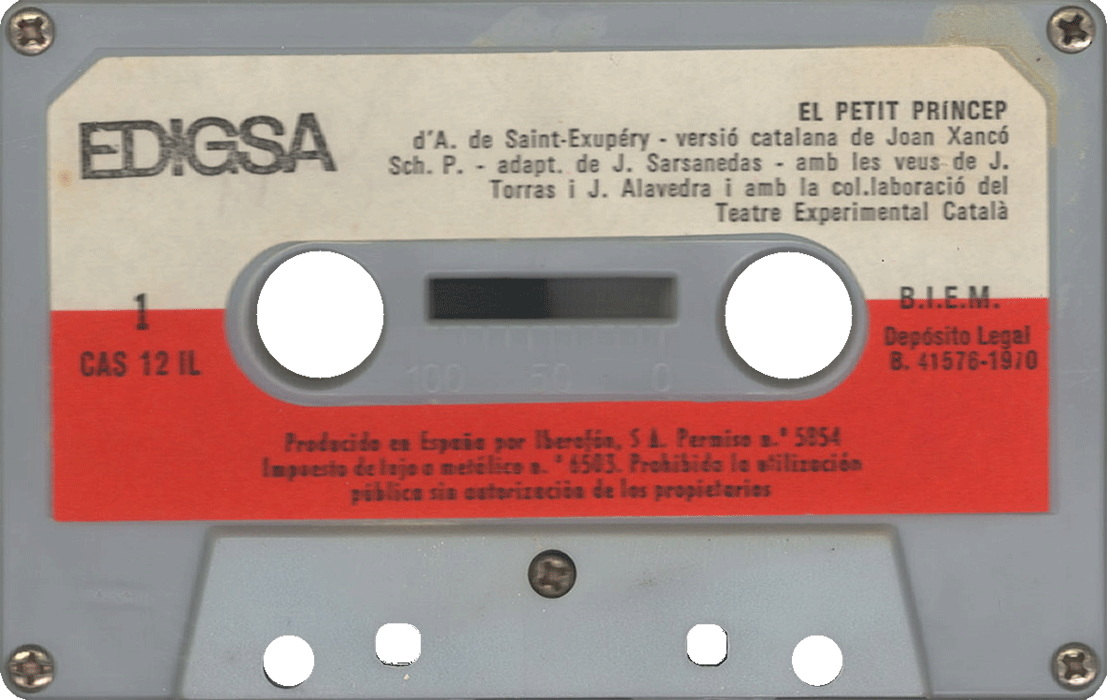 EDIGSA
EL PETIT PRÍNCEP
d'A. de Saint-Exupéry - versió catalana de Joan Xancó
Sch. P. - adapt. de J. Sarsanedas - amb les veus de J.
Torras i J. Alavedra i amb la col.laboració del
Teatre Experimental Català
1
CAS 12 IL
B.I.E.M.
Depósito Legal
B. 41576-1970
100 50 0
Producido en España por Iberofón, S A. Permiso n.° 5854
Impuesto de lujo a metálico n.° 6503. Prohibida la utilización
pública sin autorización de los propietarios